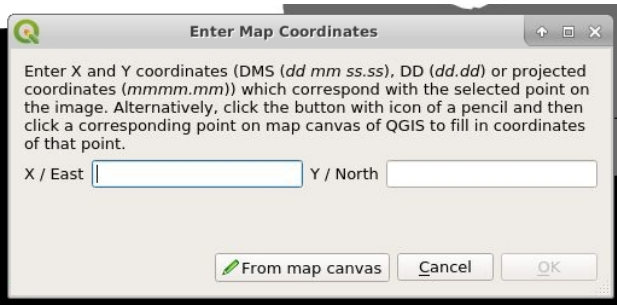 Enter Map Coordinates
Enter X and Y coordinates (DMS (dd mm ss.ss), DD (dd.dd) or projected
coordinates (mmmm.mm)) which correspond with the selected point on
the image. Alternatively, click the button with icon of a pencil and then
click a corresponding point on map canvas of QGIS to fill in coordinates
of that point.
X / East Y / North
From map canvas Cancel OK